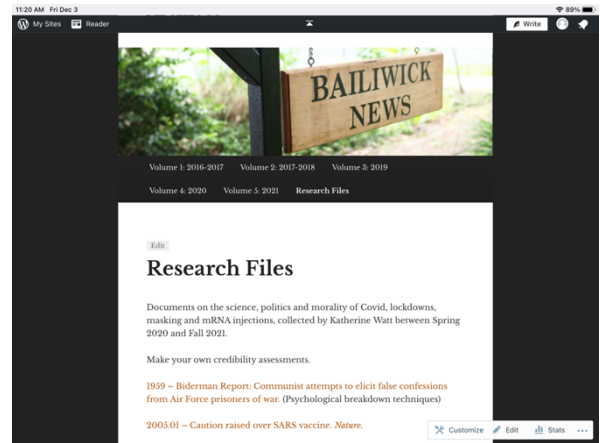 11:20 AM Fri Dec 3
89%
My Sites
Reader
Write
BAILIWICK
NEWS
Volume 1: 2016-2017
Volume 2: 2017-2018
Volume 3: 2019
Volume 4: 2020
Volume 5: 2021
Research Files
Edit
Research Files
Documents on the science, politics and morality of Covid, lockdowns,
masking and mRNA injections, collected by Katherine Watt between Spring
2020 and Fall 2021.
Make your own credibility assessments.
1959 – Biderman Report: Communist attempts to elicit false confessions
from Air Force prisoners of war. (Psychological breakdown techniques)
2005.01 – Caution raised over SARS vaccine. Nature.
Customize
Edit
Stats